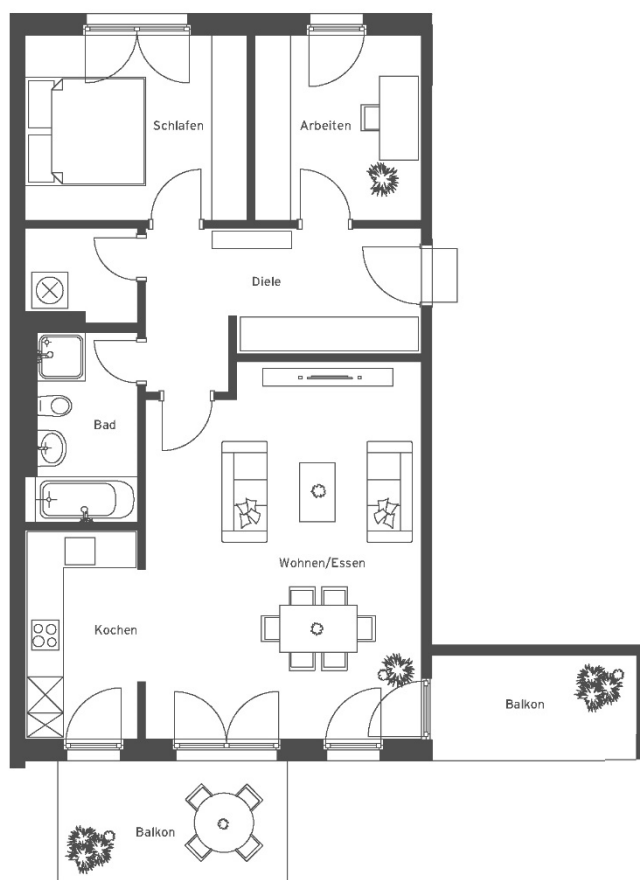 Schlafen
Arbeiten
Diele
Bad
Wohnen/Essen
Kochen
Balkon
Balkon